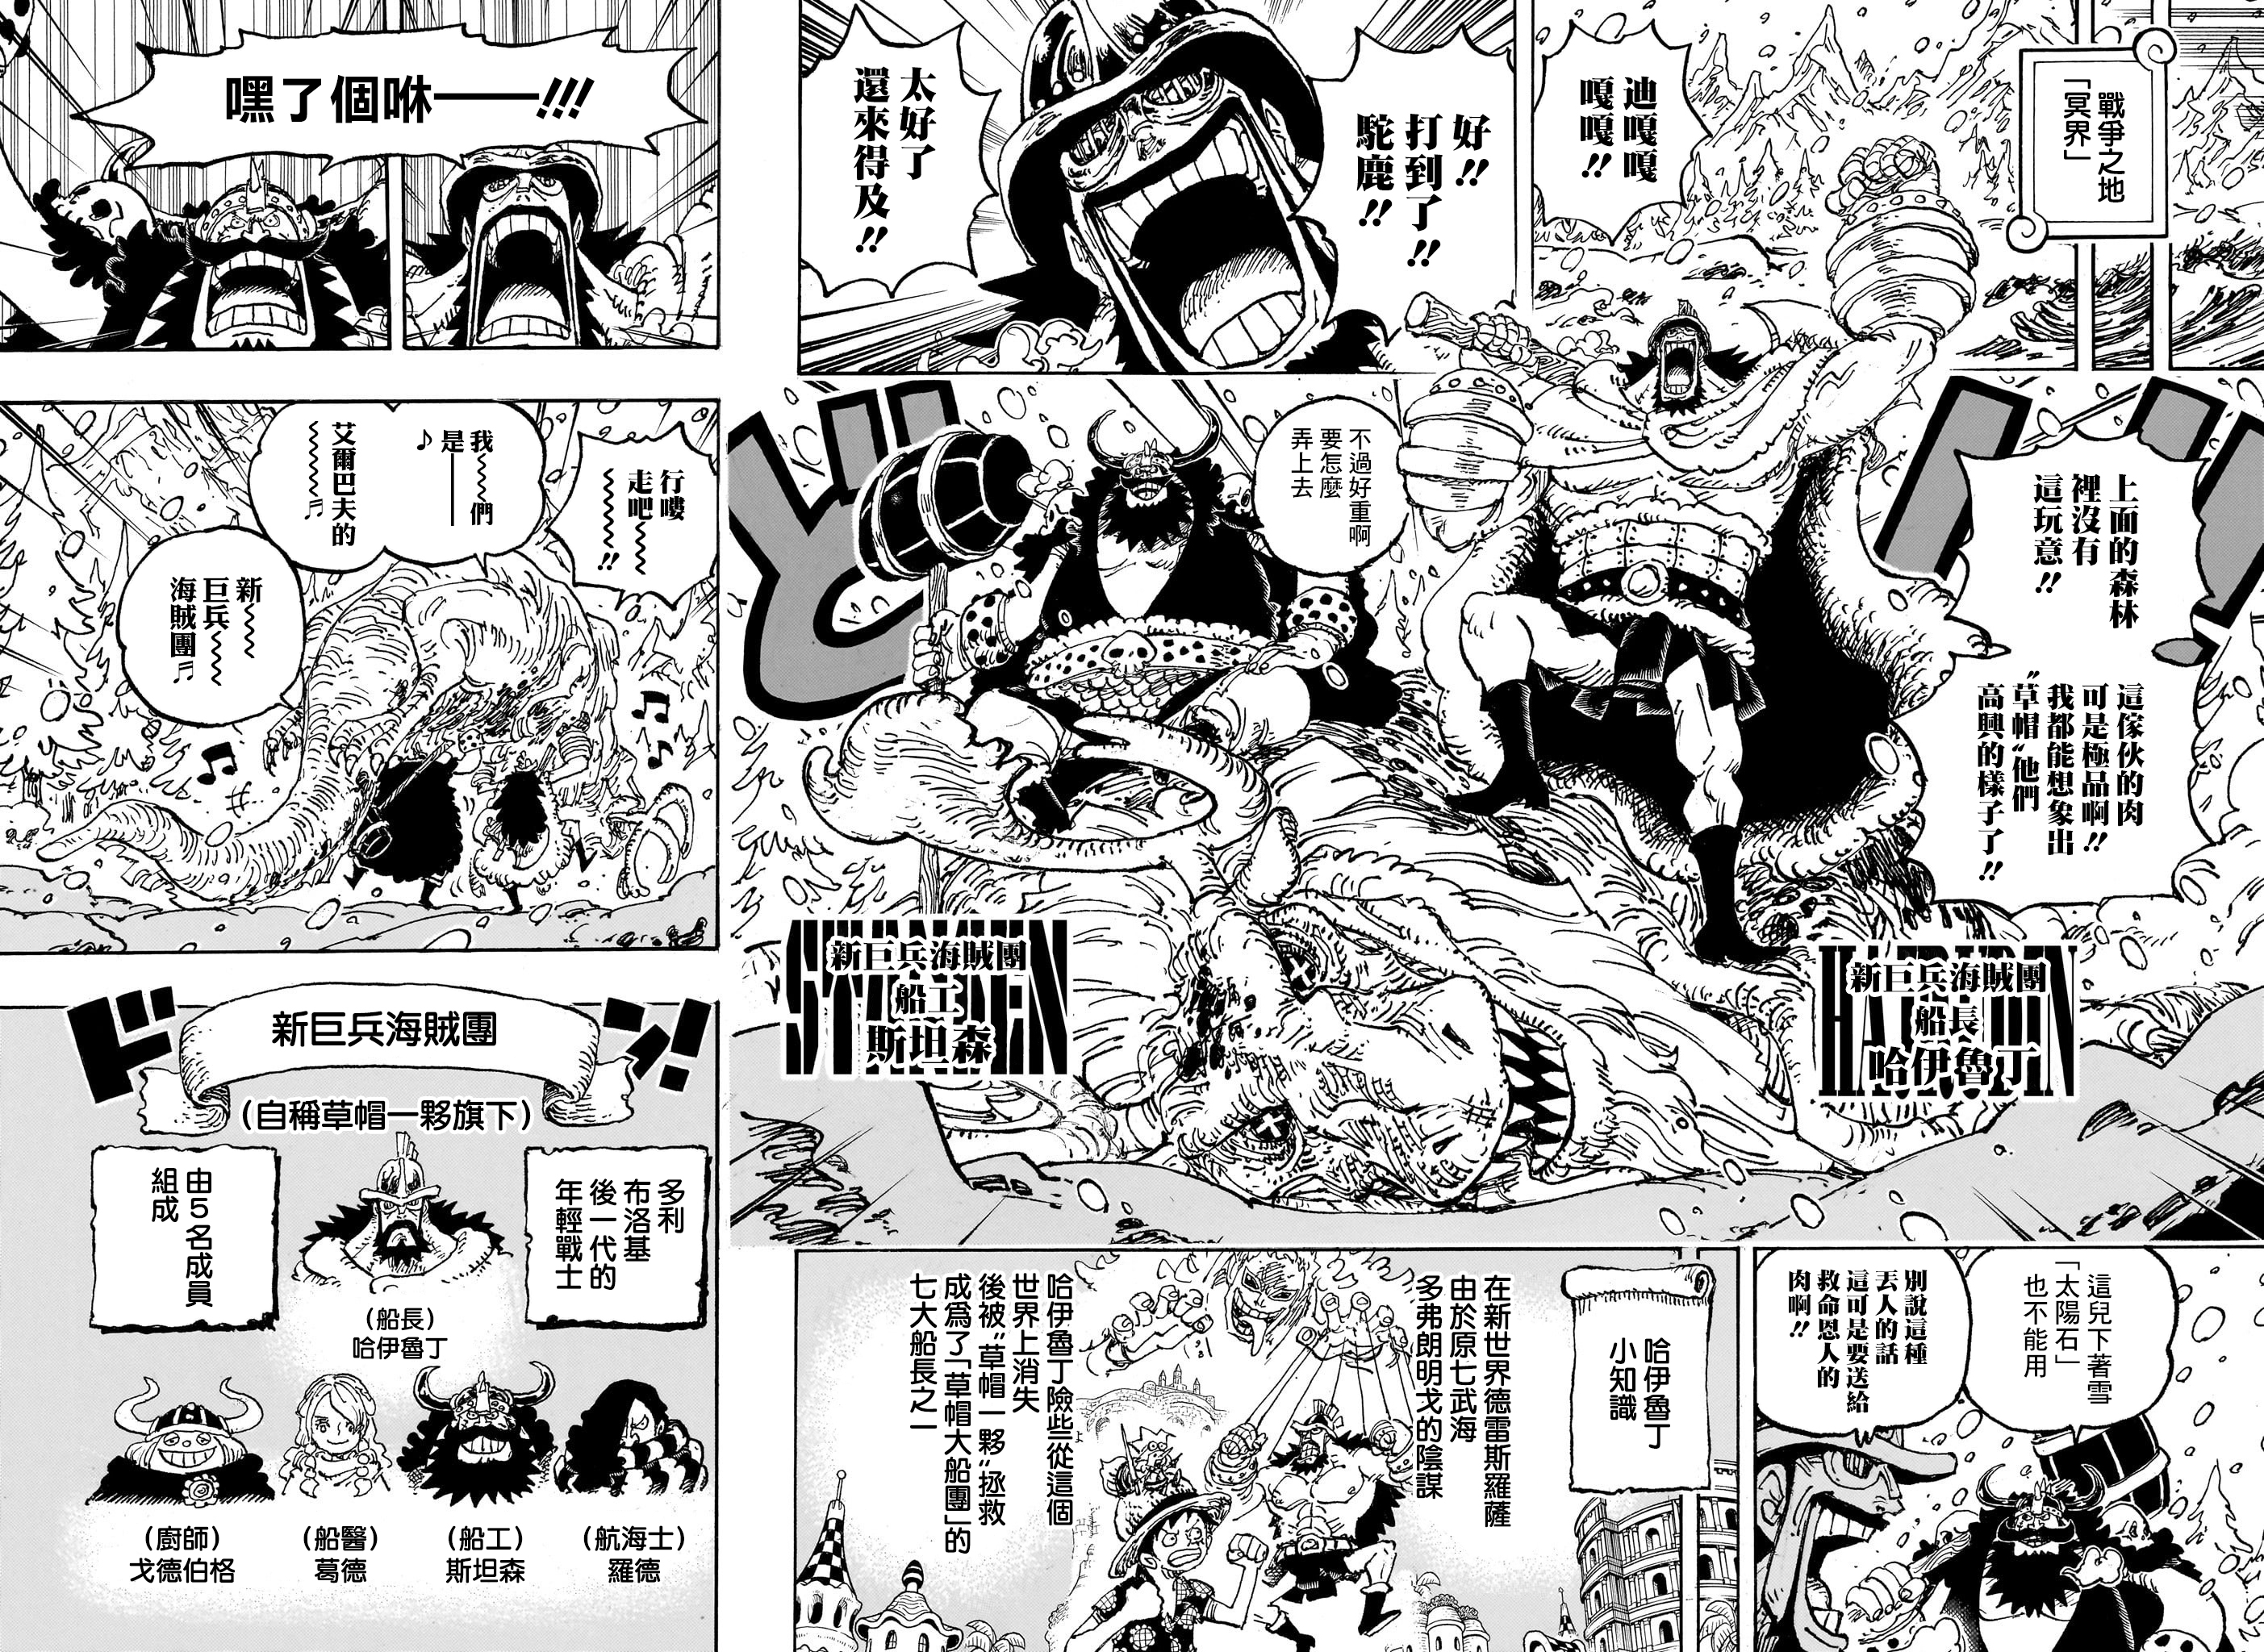 戰爭之地
「冥界」
迪嘎嘎
嘎嘎!!
好!!
打到了!!
駝鹿!!
太好了
還來得及!!
上面的森林
裡沒有
這玩意!!
這傢伙的肉
可是極品啊!!
我都能想象出
〝草帽〞他們
高興的樣子了!!
不過好重啊
要怎麼
弄上去
ドン!!
HAJRUDIN
新巨兵海賊團
船長
哈伊魯丁
STANSEN
新巨兵海賊團
船工
斯坦森
這兒下著雪
「太陽石」
也不能用
別說這種
丟人的話
這可是要送給
救命恩人的
肉啊!!
哈伊魯丁
小知識
在新世界德雷斯羅薩
由於原七武海
多弗朗明戈的陰謀
哈伊魯丁險些從這個
世界上消失
後被〝草帽一夥〞拯救
成爲了「草帽大船團」的
七大船長之一
嘿了個咻——!!!
行嘍
走吧~~!!
我~~們
是——♪
艾爾巴夫的~~♬
新~~
巨兵~~
海賊團♬
ドン!
新巨兵海賊團
（自稱草帽一夥旗下）
多利
布洛基
後一代的
年輕戰士
由5名成員
組成
（船長）
哈伊魯丁
（航海士）
羅德
（船工）
斯坦森
（船醫）
葛德
（廚師）
戈德伯格